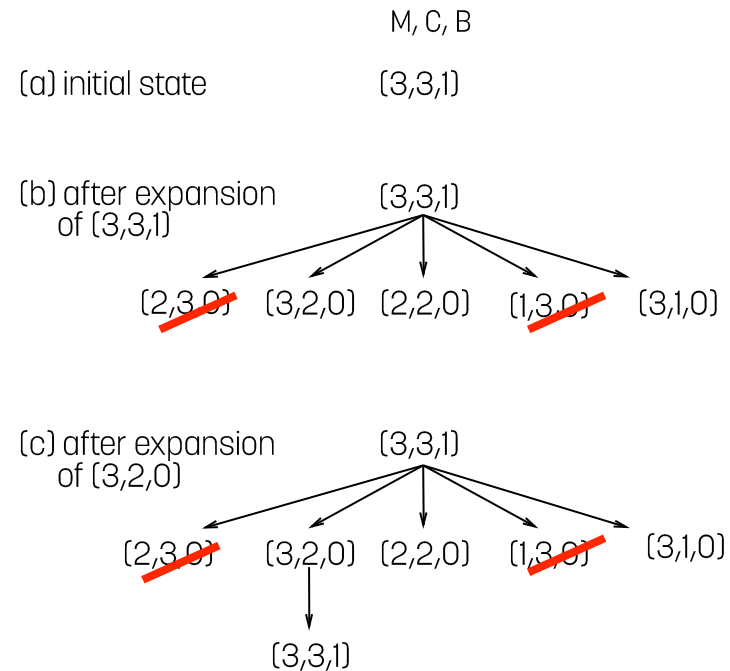 M, C, B
(a) initial state (3,3,1)
(b) after expansion (3,3,1)
of (3,3,1)
(2,3,0) (3,2,0) (2,2,0) (1,3,0) (3,1,0)
(c) after expansion (3,3,1)
of (3,2,0)
(2,3,0) (3,2,0) (2,2,0) (1,3,0) (3,1,0)
(3,3,1)